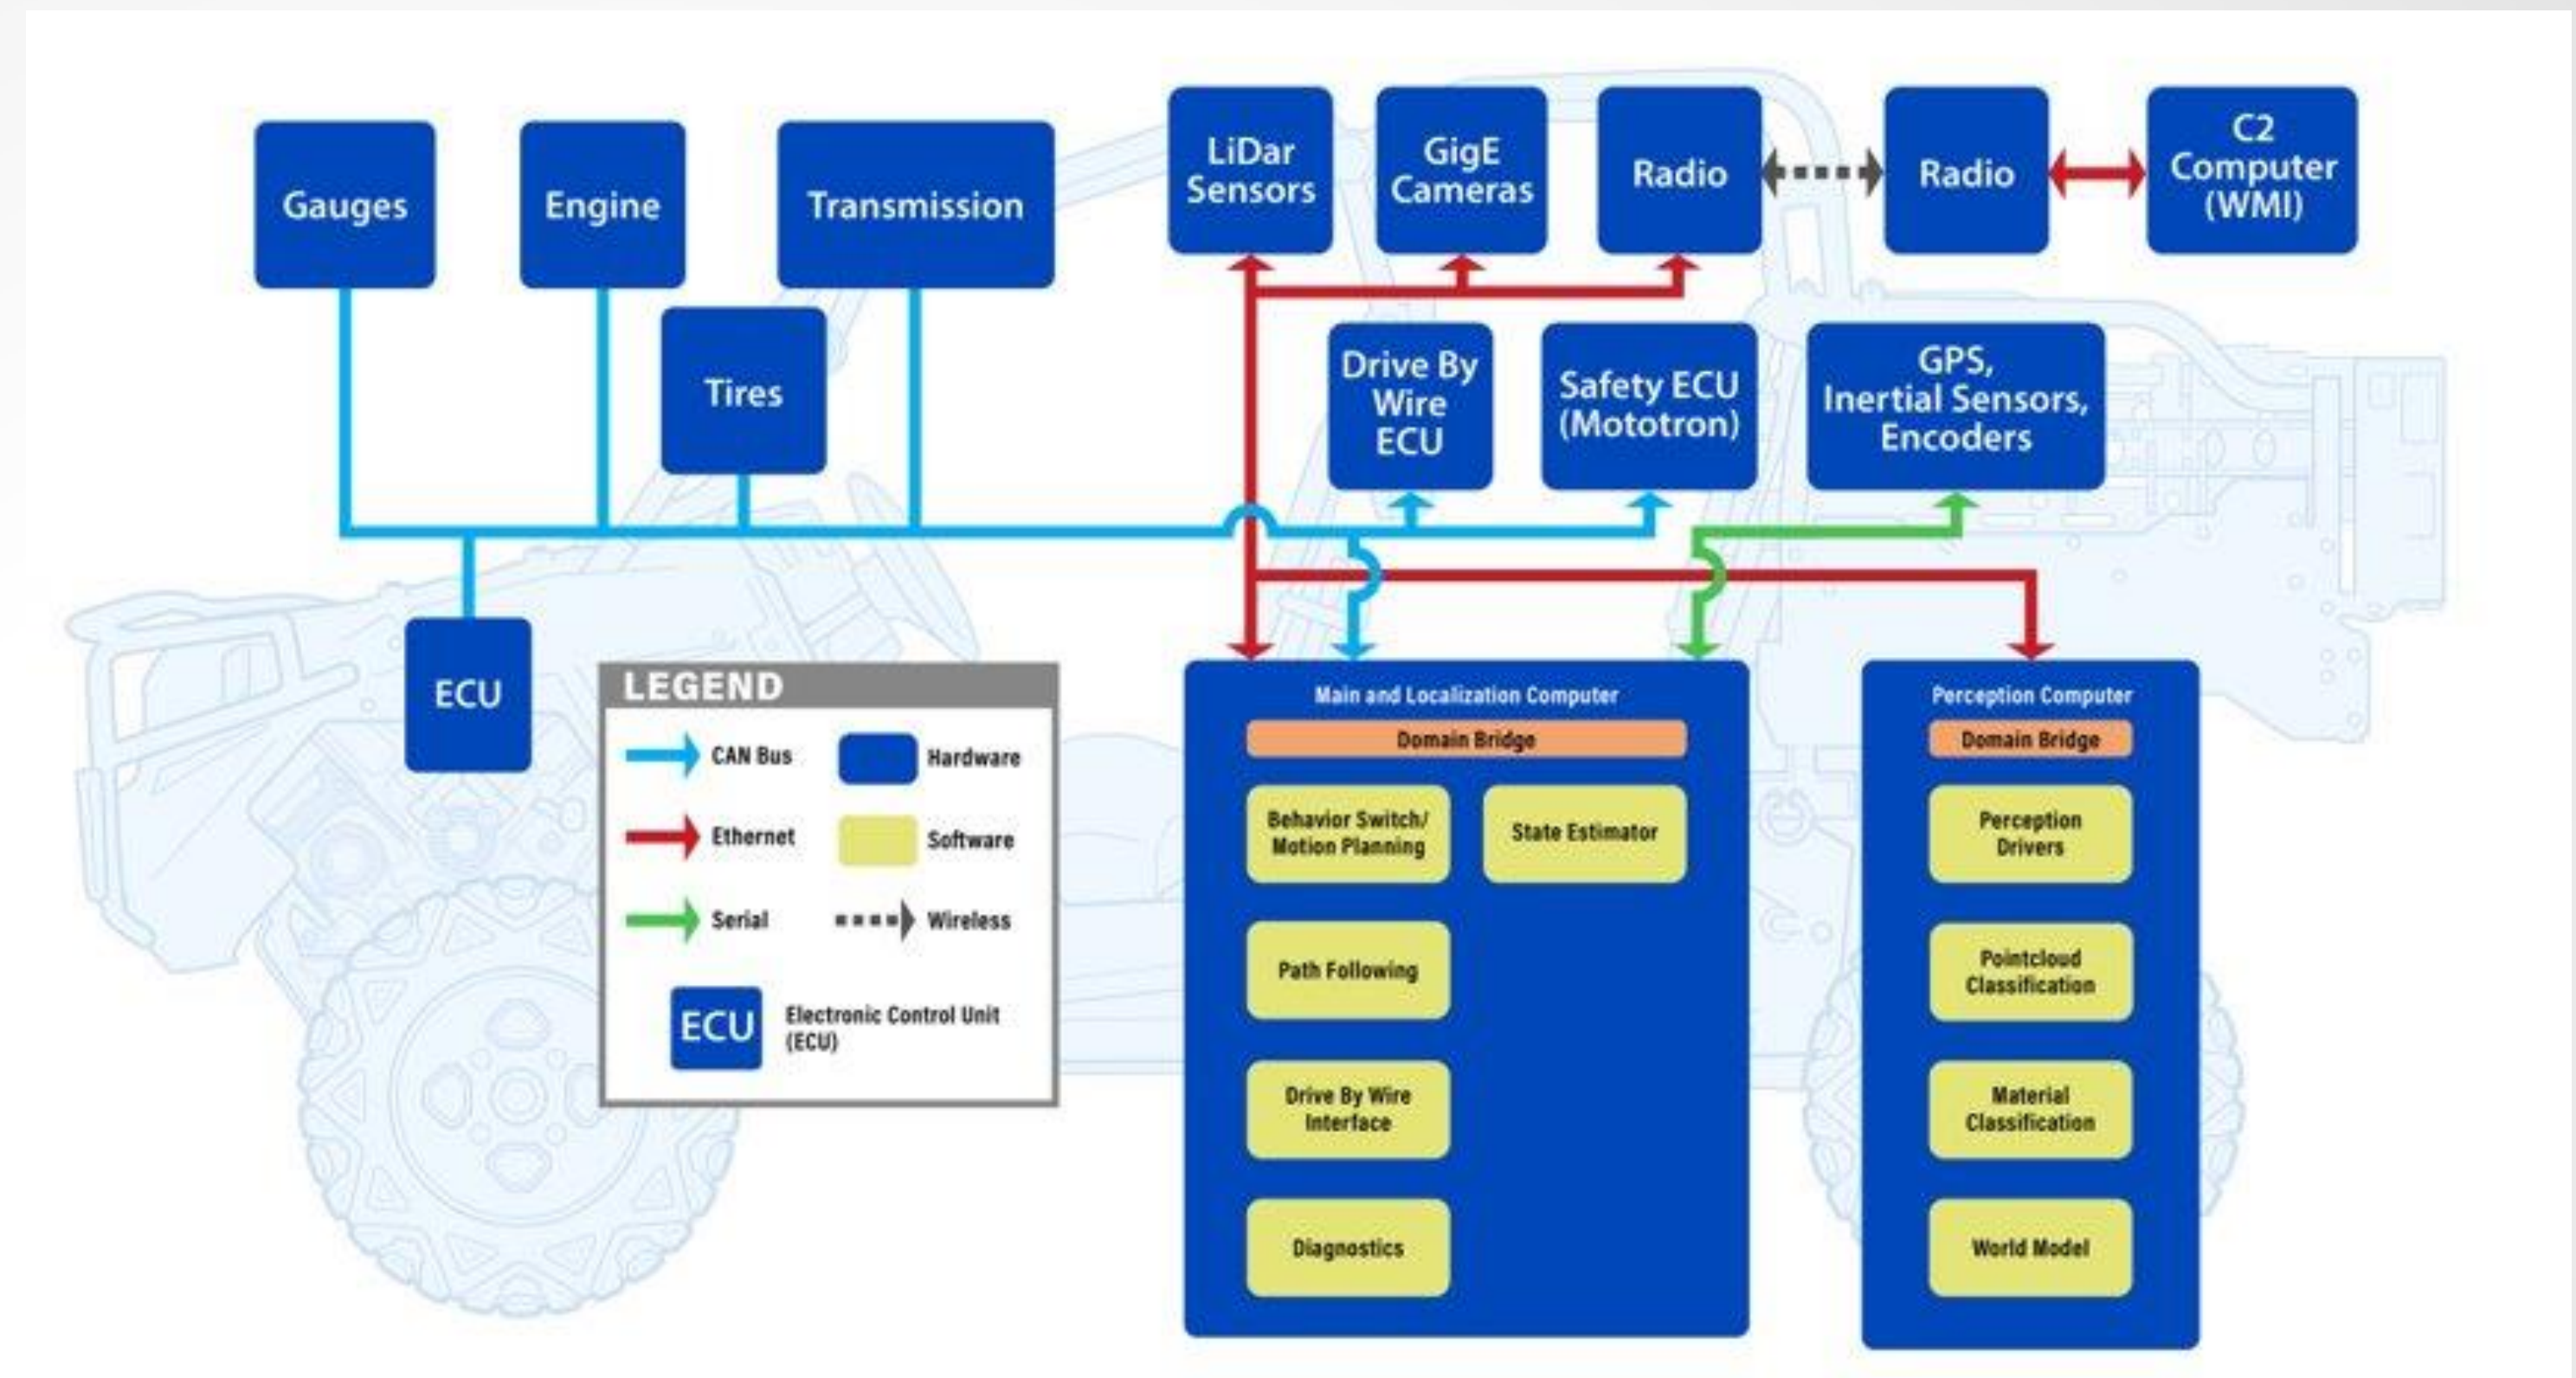 Gauges
Engine
Transmission
Tires
LiDar
Sensors
GigE
Cameras
Radio
Radio
C2
Computer
(WMI)
Drive By
Wire
ECU
Safety ECU
(Mototron)
GPS,
Inertial Sensors,
Encoders
ECU
LEGEND
CAN Bus
Hardware
Ethernet
Software
Serial
Wireless
ECU
Electronic Control Unit
(ECU)
Main and Localization Computer
Domain Bridge
Behavior Switch/
Motion Planning
State Estimator
Path Following
Drive By Wire
Interface
Diagnostics
Perception Computer
Domain Bridge
Perception
Drivers
Pointcloud
Classification
Material
Classification
World Model